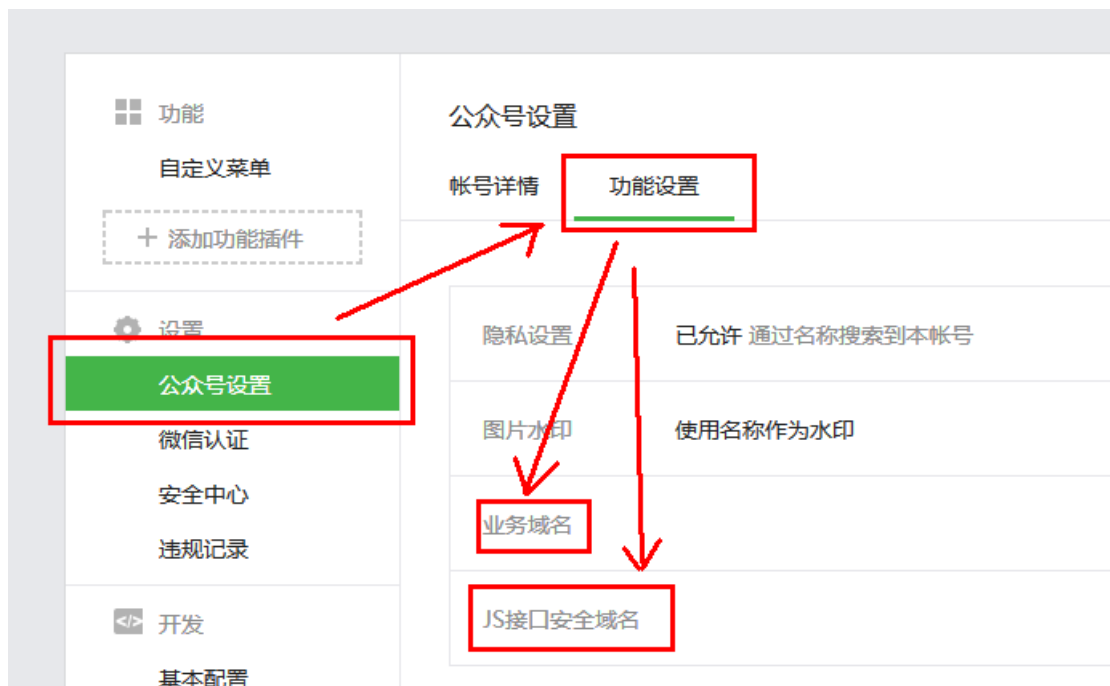 功能
自定义菜单
添加功能插件
设置
公众号设置
微信认证
安全中心
违规记录
开发
基本配置
公众号设置
帐号详情 功能设置
隐私设置 已允许 通过名称搜索到本帐号
图片水印 使用名称作为水印
业务域名
JS接口安全域名